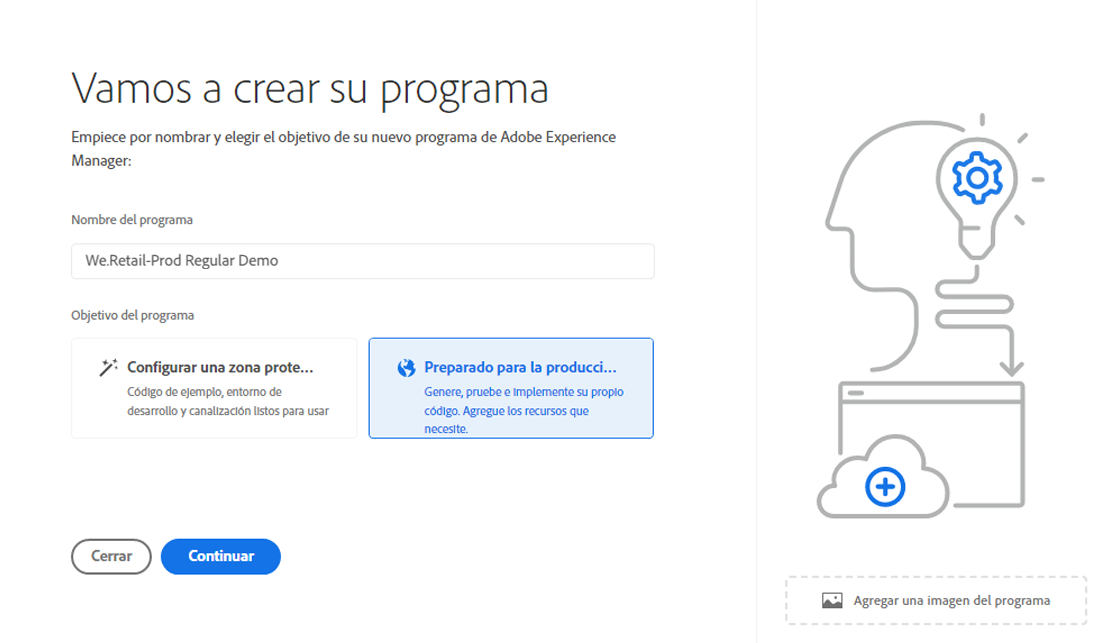 Vamos a crear su programa
Empiece por nombrar y elegir el objetivo de su nuevo programa de Adobe Experience
Manager:
Nombre del programa
We.Retail-Prod Regular Demo
Objetivo del programa
Configurar una zona prote...
Código de ejemplo, entorno de
desarrollo y canalización listos para usar
Preparado para la producci...
Genere, pruebe e implemente su propio
código. Agregue los recursos que
necesite.
Cerrar
Continuar
Agregar una imagen del programa